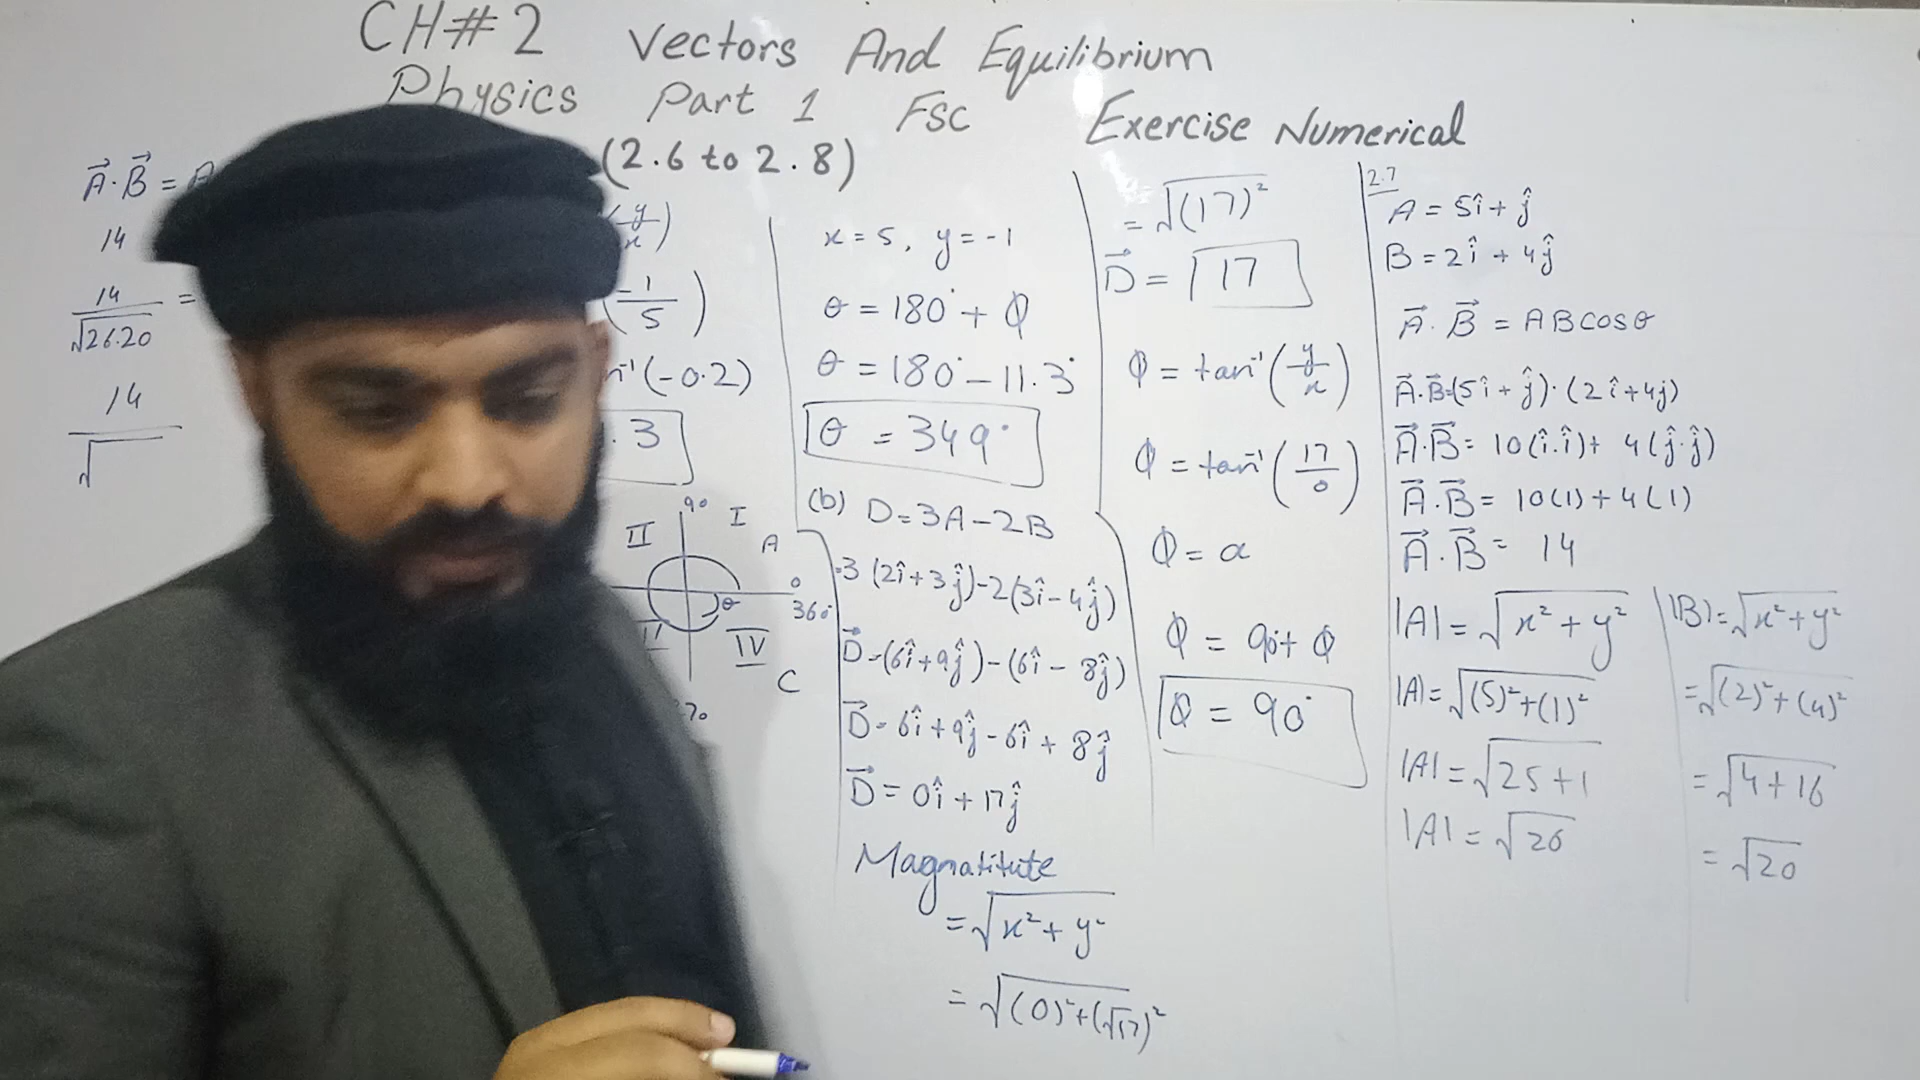 CH#2 Vectors And Equilibrium
Physics Part 1 FSC Exercise Numerical
(2.6 to 2.8)
A⃗·B⃗ = A
14
14/√26.20 =
14/√
(y/x)
(-1/5)
n⁻¹(-0.2)
.3
90 I
II
A
0
360°
θ
IV
C
70
x = 5, y = -1
θ = 180° + Φ
θ = 180° - 11.3°
θ = 349°
(b) D = 3A - 2B
=3(2î+3ĵ)-2(3î-4ĵ)
D⃗ = (6î+9ĵ)-(6î-8ĵ)
D⃗ = 6î+9ĵ-6î+8ĵ
D⃗ = 0î+17ĵ
Magnatitute
= √x²+y²
= √(0)²+(√17)²
= √(17)²
D⃗ = √17
Φ = tan⁻¹(y/x)
Φ = tan⁻¹(17/0)
Φ = α
Φ = 90+Φ
Φ = 90°
2.7
A = 5î+ĵ
B = 2î+4ĵ
A⃗·B⃗ = ABcosθ
A⃗·B⃗=(5î+ĵ)·(2î+4j)
A⃗·B⃗ = 10(î·î)+4(ĵ·ĵ)
A⃗·B⃗ = 10(1)+4(1)
A⃗·B⃗ = 14
|A| = √x²+y²
|A| = √(5)²+(1)²
|A| = √25+1
|A| = √26
|B| = √x²+y²
= √(2)²+(4)²
= √4+16
= √20